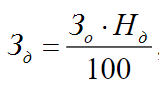 З_д = (З_о · Н_д) / 100,